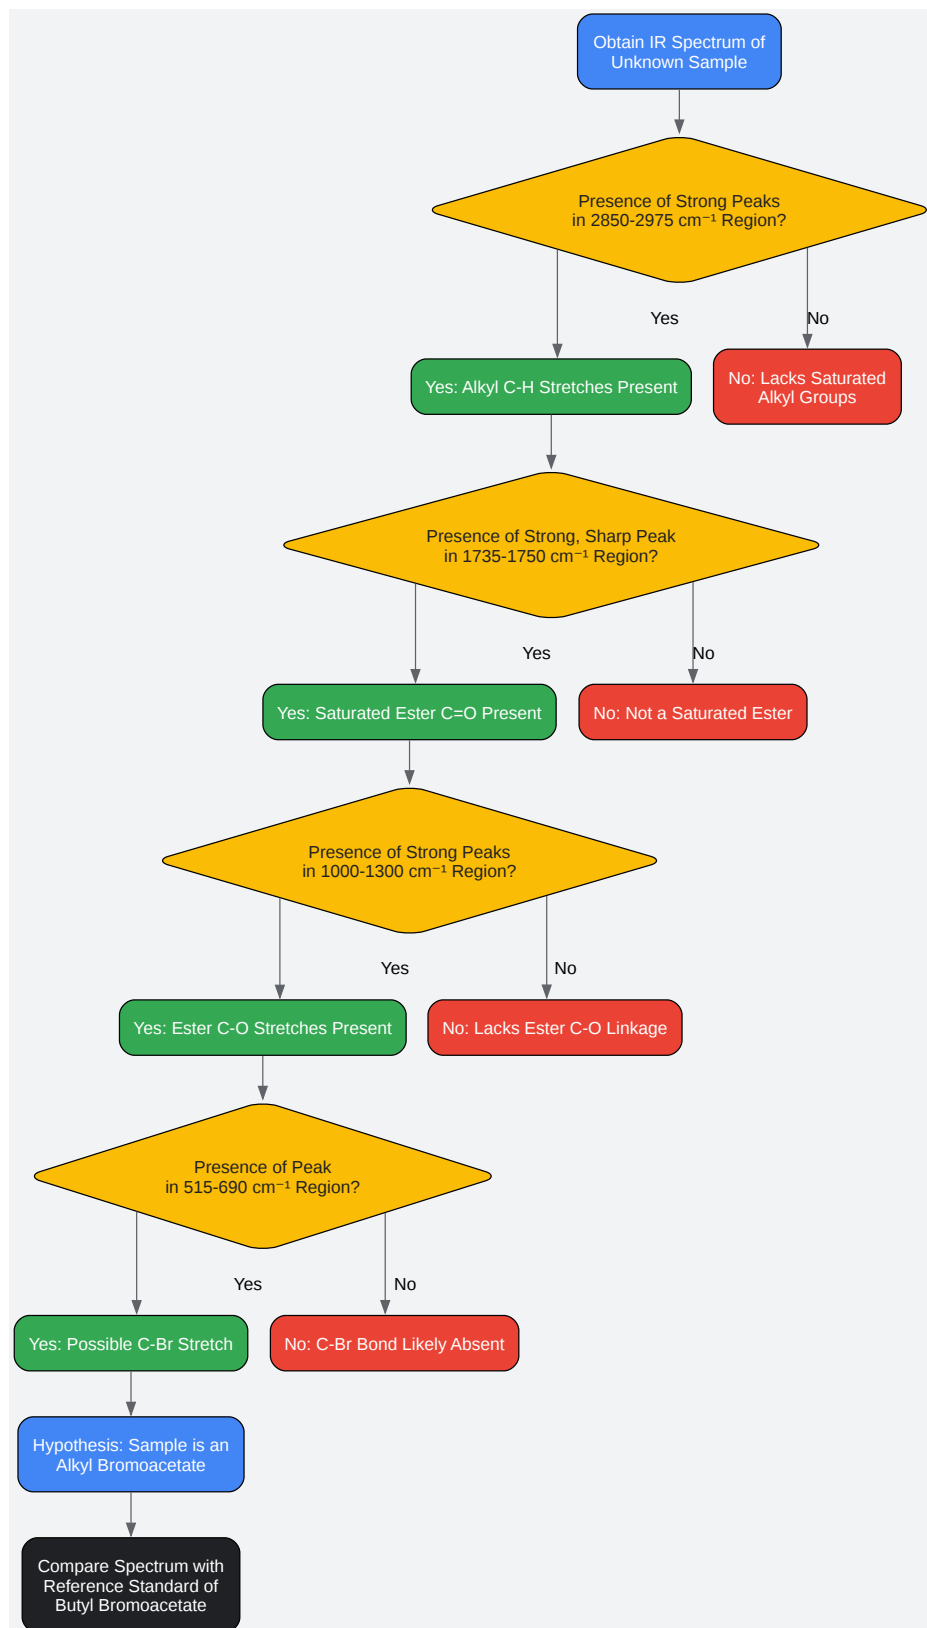 Obtain IR Spectrum of
Unknown Sample
Presence of Strong Peaks
in 2850-2975 cm⁻¹ Region?
Yes
No
Yes: Alkyl C-H Stretches Present
No: Lacks Saturated
Alkyl Groups
Presence of Strong, Sharp Peak
in 1735-1750 cm⁻¹ Region?
Yes
No
Yes: Saturated Ester C=O Present
No: Not a Saturated Ester
Presence of Strong Peaks
in 1000-1300 cm⁻¹ Region?
Yes
No
Yes: Ester C-O Stretches Present
No: Lacks Ester C-O Linkage
Presence of Peak
in 515-690 cm⁻¹ Region?
Yes
No
Yes: Possible C-Br Stretch
No: C-Br Bond Likely Absent
Hypothesis: Sample is an
Alkyl Bromoacetate
Compare Spectrum with
Reference Standard of
Butyl Bromoacetate